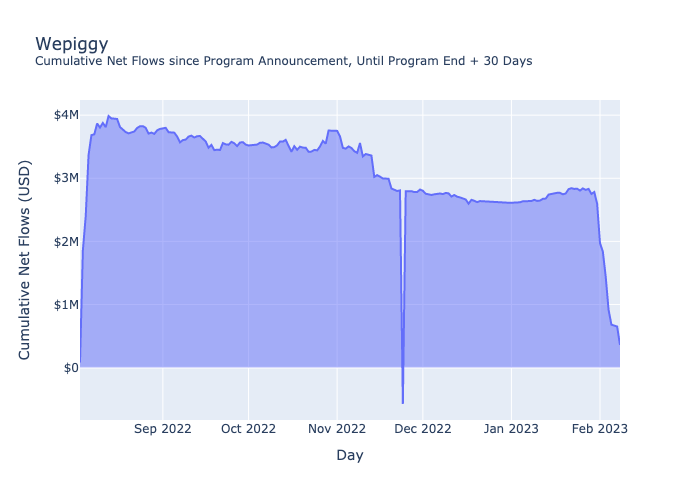 Wepiggy
Cumulative Net Flows since Program Announcement, Until Program End + 30 Days
Cumulative Net Flows (USD)
$4M
$3M
$2M
$1M
$0
Sep 2022 Oct 2022 Nov 2022 Dec 2022 Jan 2023 Feb 2023
Day